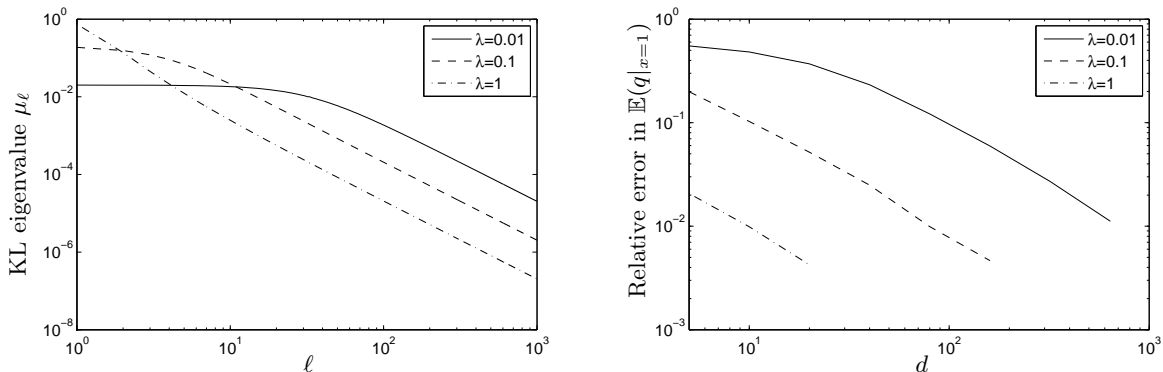 KL eigenvalue μ_ℓ
10^0
10^−2
10^−4
10^−6
10^−8
10^0
10^1
10^2
10^3
ℓ
λ=0.01
λ=0.1
λ=1
Relative error in 𝔼(q|_{x=1})
10^0
10^−1
10^−2
10^−3
10^1
10^2
10^3
d
λ=0.01
λ=0.1
λ=1